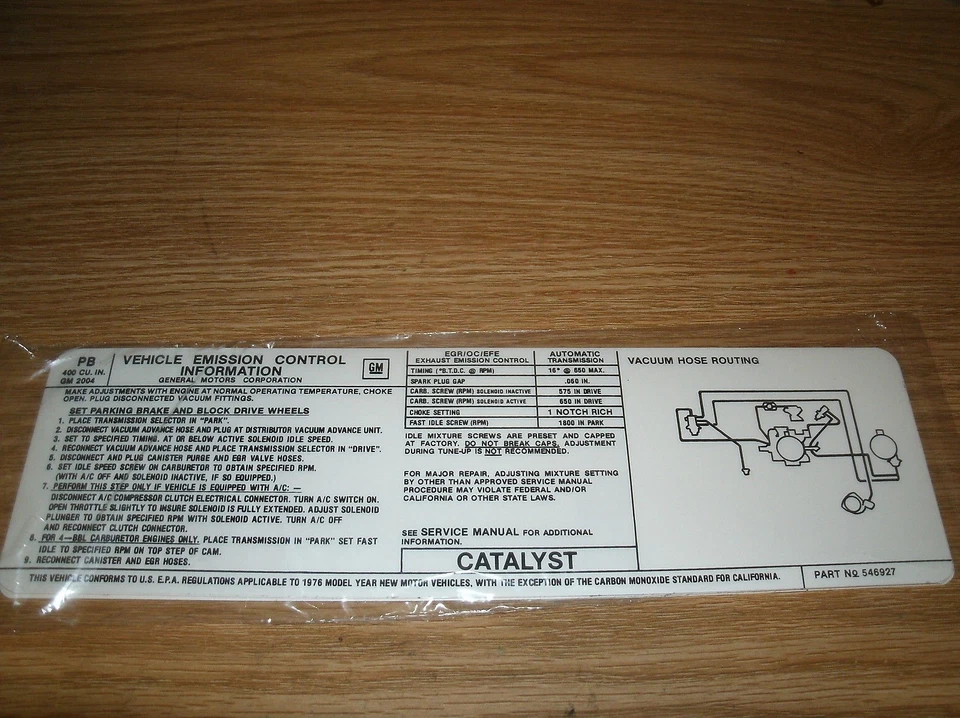 PB
400 CU. IN.
GM 2004
VEHICLE EMISSION CONTROL
INFORMATION
GENERAL MOTORS CORPORATION
GM
MAKE ADJUSTMENTS WITH ENGINE AT NORMAL OPERATING TEMPERATURE, CHOKE
OPEN. PLUG DISCONNECTED VACUUM FITTINGS.
SET PARKING BRAKE AND BLOCK DRIVE WHEELS
1. PLACE TRANSMISSION SELECTOR IN "PARK".
2. DISCONNECT VACUUM ADVANCE HOSE AND PLUG AT DISTRIBUTOR VACUUM ADVANCE UNIT.
3. SET TO SPECIFIED TIMING. AT OR BELOW ACTIVE SOLENOID IDLE SPEED.
4. RECONNECT VACUUM ADVANCE HOSE AND PLACE TRANSMISSION SELECTOR IN "DRIVE".
5. DISCONNECT AND PLUG CANISTER PURGE AND EGR VALVE HOSES.
6. SET IDLE SPEED SCREW ON CARBURETOR TO OBTAIN SPECIFIED RPM.
(WITH A/C OFF AND SOLENOID INACTIVE, IF SO EQUIPPED.)
7. PERFORM THIS STEP ONLY IF VEHICLE IS EQUIPPED WITH A/C: —
DISCONNECT A/C COMPRESSOR CLUTCH ELECTRICAL CONNECTOR. TURN A/C SWITCH ON.
OPEN THROTTLE SLIGHTLY TO INSURE SOLENOID IS FULLY EXTENDED. ADJUST SOLENOID
PLUNGER TO OBTAIN SPECIFIED RPM WITH SOLENOID ACTIVE. TURN A/C OFF
AND RECONNECT CLUTCH CONNECTOR.
8. FOR 4—BBL CARBURETOR ENGINES ONLY, PLACE TRANSMISSION IN "PARK" SET FAST
IDLE TO SPECIFIED RPM ON TOP STEP OF CAM.
9. RECONNECT CANISTER AND EGR HOSES.
EGR/OC/EFE
EXHAUST EMISSION CONTROL
AUTOMATIC
TRANSMISSION
TIMING (°B.T.D.C. @ RPM) 16° @ 650 MAX.
SPARK PLUG GAP .060 IN.
CARB. SCREW (RPM) SOLENOID INACTIVE 575 IN DRIVE
CARB. SCREW (RPM) SOLENOID ACTIVE 650 IN DRIVE
CHOKE SETTING 1 NOTCH RICH
FAST IDLE SCREW (RPM) 1800 IN PARK
IDLE MIXTURE SCREWS ARE PRESET AND CAPPED
AT FACTORY. DO NOT BREAK CAPS. ADJUSTMENT
DURING TUNE-UP IS NOT RECOMMENDED.
FOR MAJOR REPAIR, ADJUSTING MIXTURE SETTING
BY OTHER THAN APPROVED SERVICE MANUAL
PROCEDURE MAY VIOLATE FEDERAL AND/OR
CALIFORNIA OR OTHER STATE LAWS.
SEE SERVICE MANUAL FOR ADDITIONAL
INFORMATION.
CATALYST
VACUUM HOSE ROUTING
THIS VEHICLE CONFORMS TO U.S. E.P.A. REGULATIONS APPLICABLE TO 1976 MODEL YEAR NEW MOTOR VEHICLES, WITH THE EXCEPTION OF THE CARBON MONOXIDE STANDARD FOR CALIFORNIA.
PART No 546927